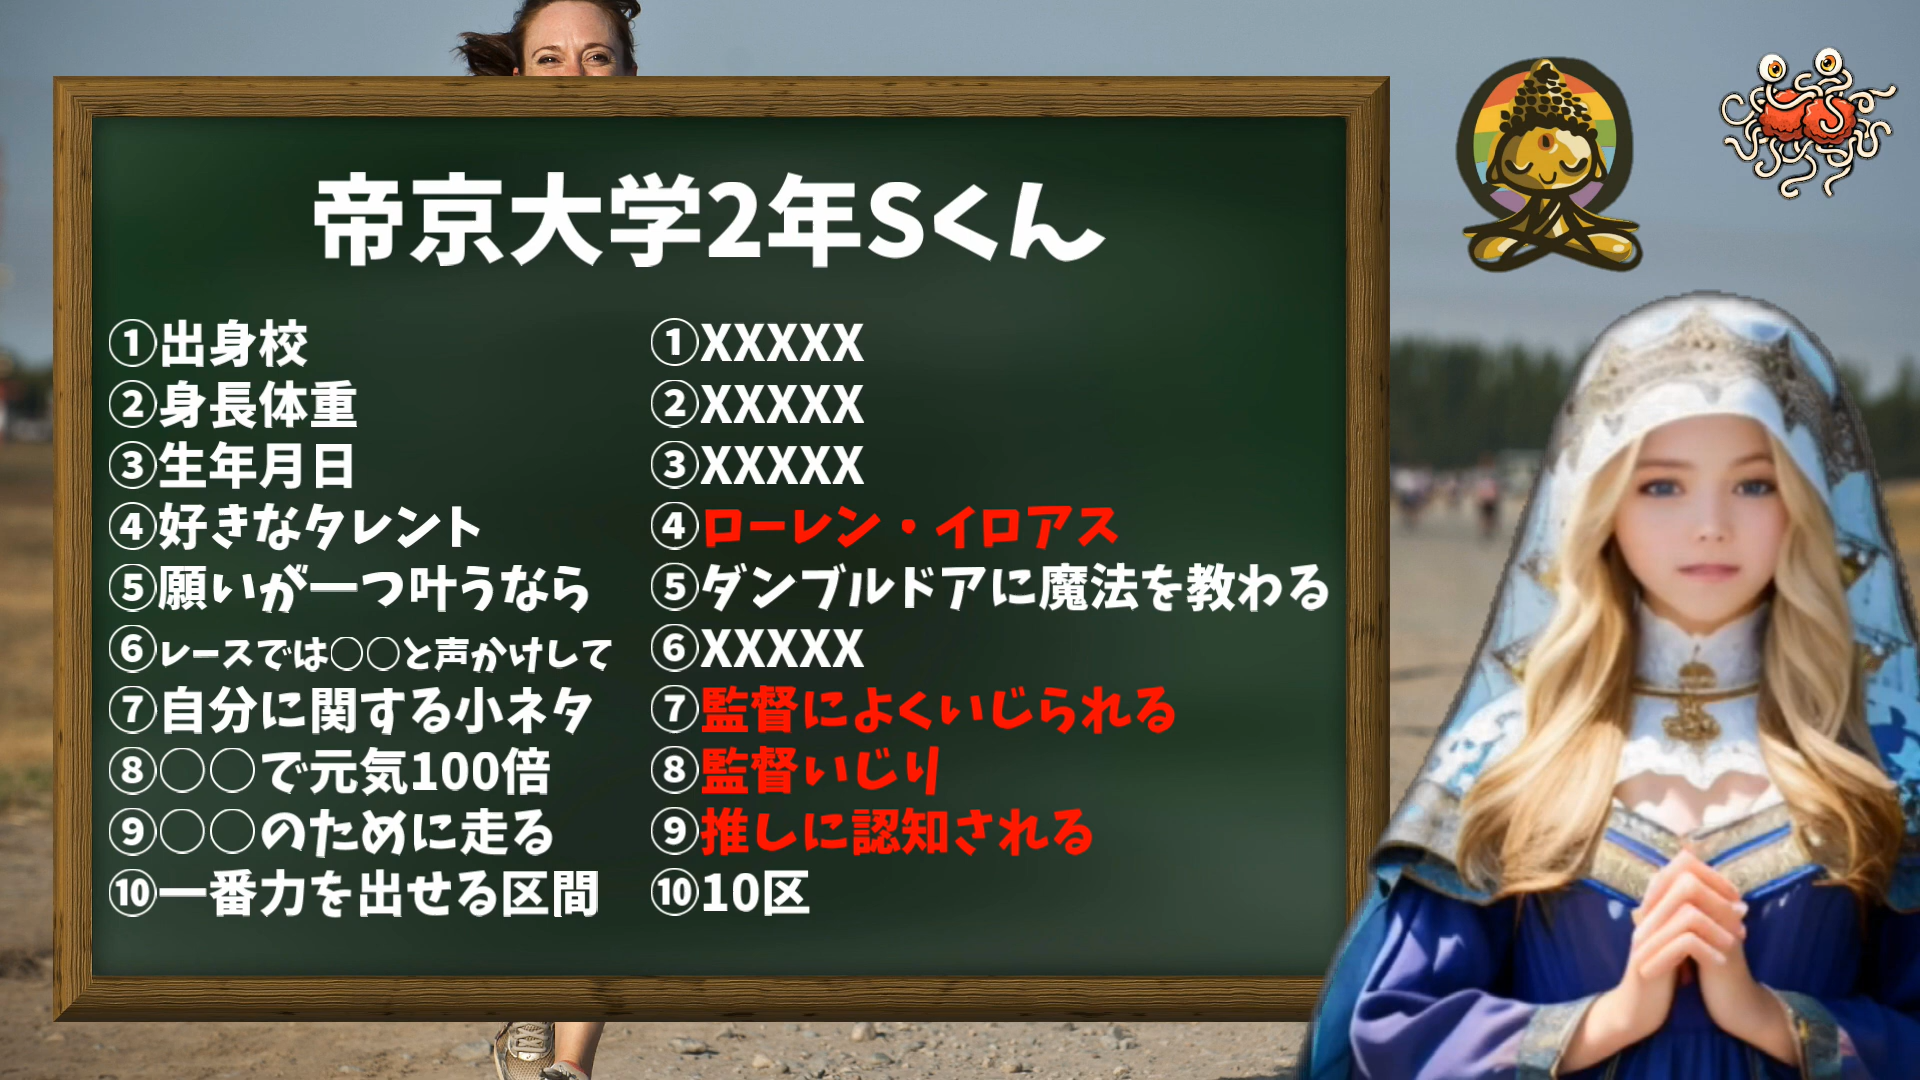 帝京大学2年Sくん
①出身校 ①XXXXX
②身長体重 ②XXXXX
③生年月日 ③XXXXX
④好きなタレント ④ローレン・イロアス
⑤願いが一つ叶うなら ⑤ダンブルドアに魔法を教わる
⑥レースでは○○と声かけして ⑥XXXXX
⑦自分に関する小ネタ ⑦監督によくいじられる
⑧○○で元気100倍 ⑧監督いじり
⑨○○のために走る ⑨推しに認知される
⑩一番力を出せる区間 ⑩10区